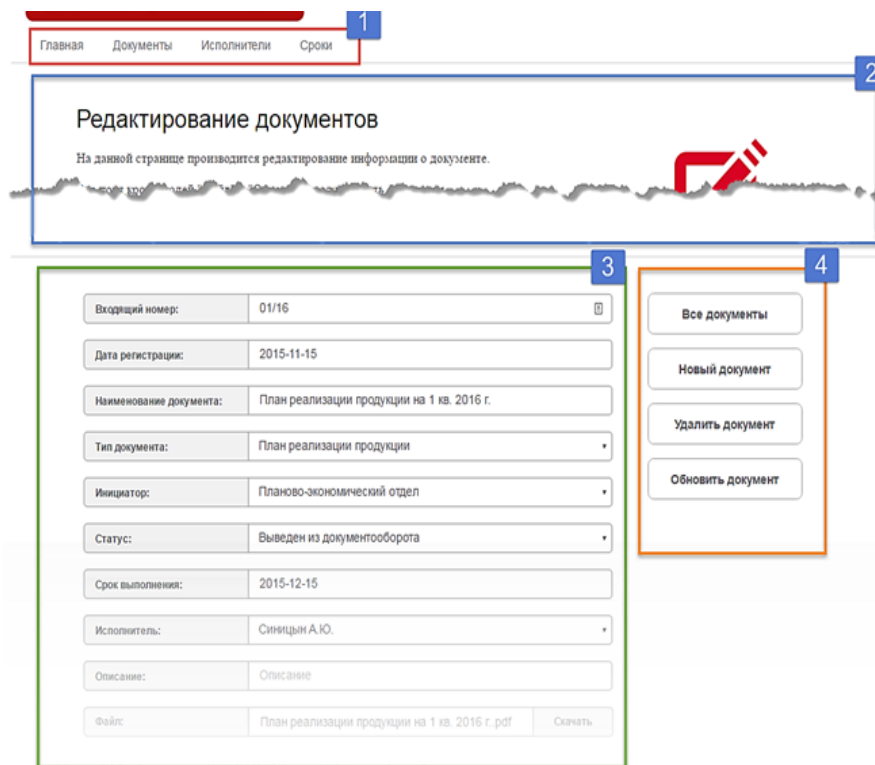 1
Главная Документы Исполнители Сроки
2
Редактирование документов
На данной странице производится редактирование информации о документе.
3
4
Входящий номер: 01/16
Все документы
Дата регистрации: 2015-11-15
Новый документ
Наименование документа: План реализации продукции на 1 кв. 2016 г.
Удалить документ
Тип документа: План реализации продукции
Инициатор: Планово-экономический отдел
Обновить документ
Статус: Выведен из документооборота
Срок выполнения: 2015-12-15
Исполнитель: Синицын А.Ю.
Описание: Описание
Файл: План реализации продукции на 1 кв. 2016 г..pdf Скачать